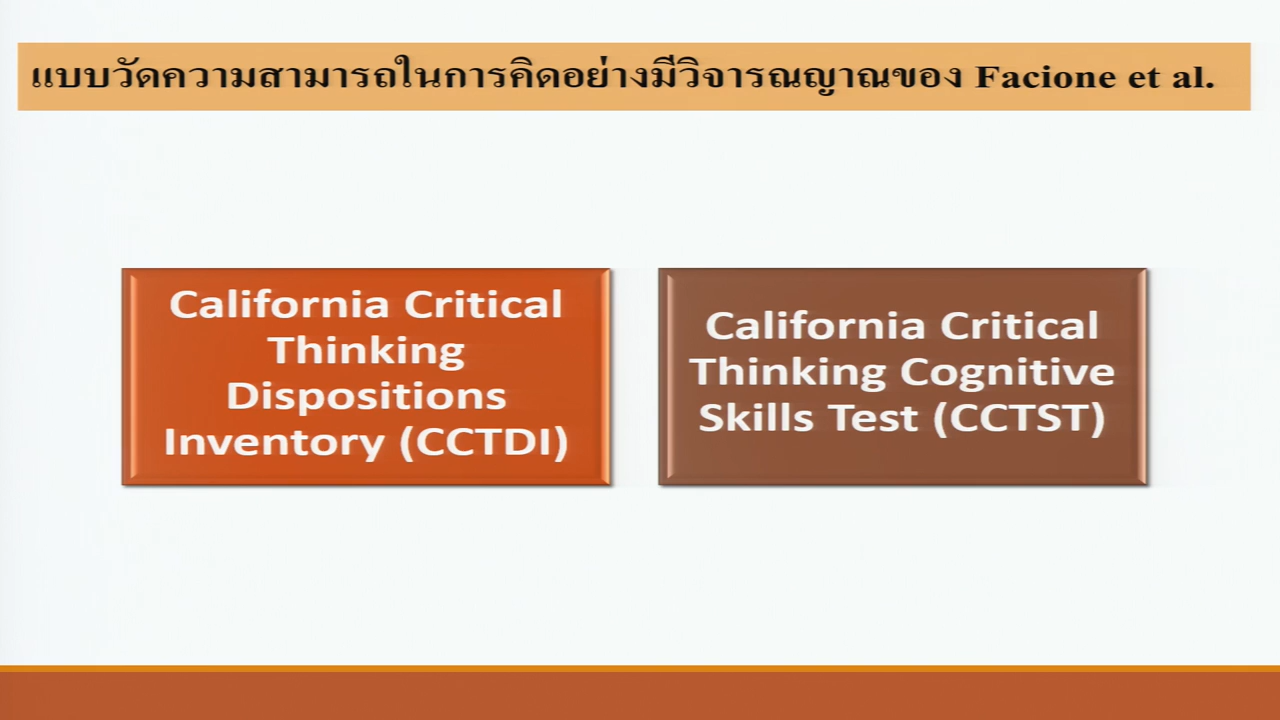 แบบวัดความสามารถในการคิดอย่างมีวิจารณญาณของ Facione et al.
California Critical
Thinking
Dispositions
Inventory (CCTDI)
California Critical
Thinking Cognitive
Skills Test (CCTST)